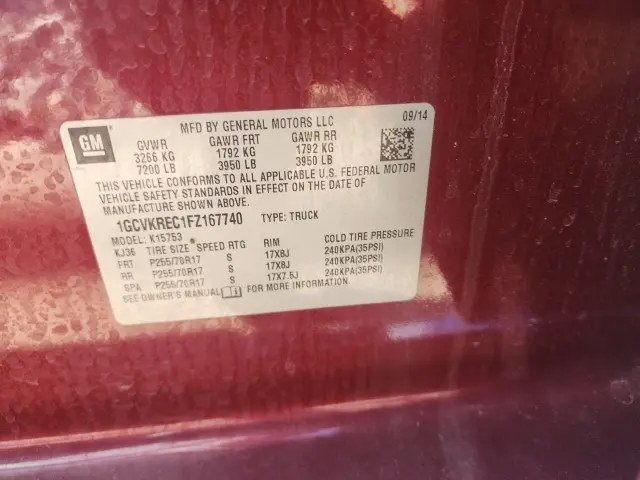 MFD BY GENERAL MOTORS LLC 09/14
GM GVWR GAWR FRT GAWR RR
3266 KG 1792 KG 1792 KG
7200 LB 3950 LB 3950 LB
THIS VEHICLE CONFORMS TO ALL APPLICABLE U.S. FEDERAL MOTOR
VEHICLE SAFETY STANDARDS IN EFFECT ON THE DATE OF
MANUFACTURE SHOWN ABOVE.
1GCVKREC1FZ167740 TYPE: TRUCK
MODEL: K15753
KJ36 TIRE SIZE SPEED RTG RIM COLD TIRE PRESSURE
FRT P255/70R17 S 17X8J 240KPA(35PSI)
RR P255/70R17 S 17X8J 240KPA(35PSI)
SPA P255/70R17 S 17X7.5J 240KPA(35PSI)
SEE OWNER'S MANUAL FOR MORE INFORMATION